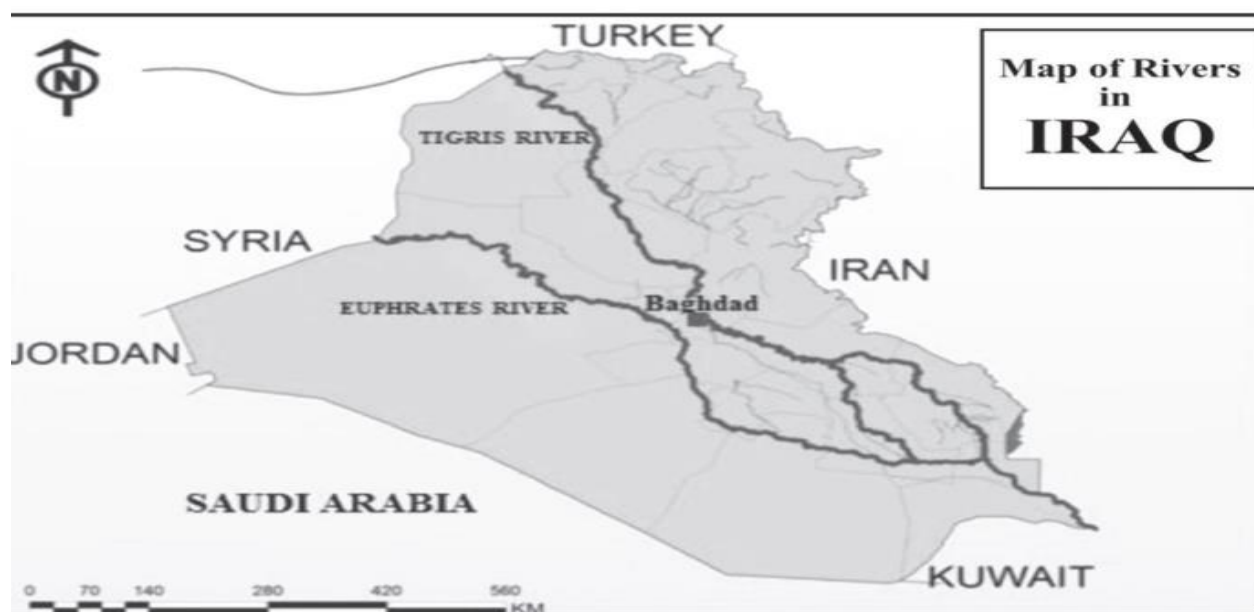 TURKEY
N
Map of Rivers
in
IRAQ
TIGRIS RIVER
SYRIA
IRAN
EUPHRATES RIVER
Baghdad
JORDAN
SAUDI ARABIA
KUWAIT
0 70 140 280 420 560
KM